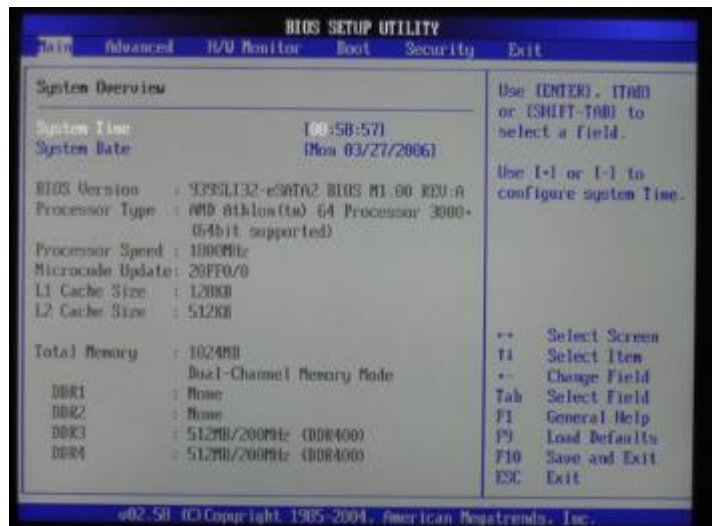 BIOS SETUP UTILITY
Main Advanced H/W Monitor Boot Security Exit
System Overview
System Time [00:58:57]
System Date [Mon 03/27/2006]
BIOS Version : 939SLI32-eSATA2 BIOS M1.00 REV:A
Processor Type : AMD Athlon(tm) 64 Processor 3000+
(64bit supported)
Processor Speed : 1800MHz
Microcode Update: 20FF0/0
L1 Cache Size : 128KB
L2 Cache Size : 512KB
Total Memory : 1024MB
Dual-Channel Memory Mode
DDR1 : None
DDR2 : None
DDR3 : 512MB/200MHz (DDR400)
DDR4 : 512MB/200MHz (DDR400)
Use [ENTER], [TAB]
or [SHIFT-TAB] to
select a field.
Use [+] or [-] to
configure system Time.
↔ Select Screen
↑↓ Select Item
+- Change Field
Tab Select Field
F1 General Help
F9 Load Defaults
F10 Save and Exit
ESC Exit
v02.58 (C)Copyright 1985-2004, American Megatrends, Inc.